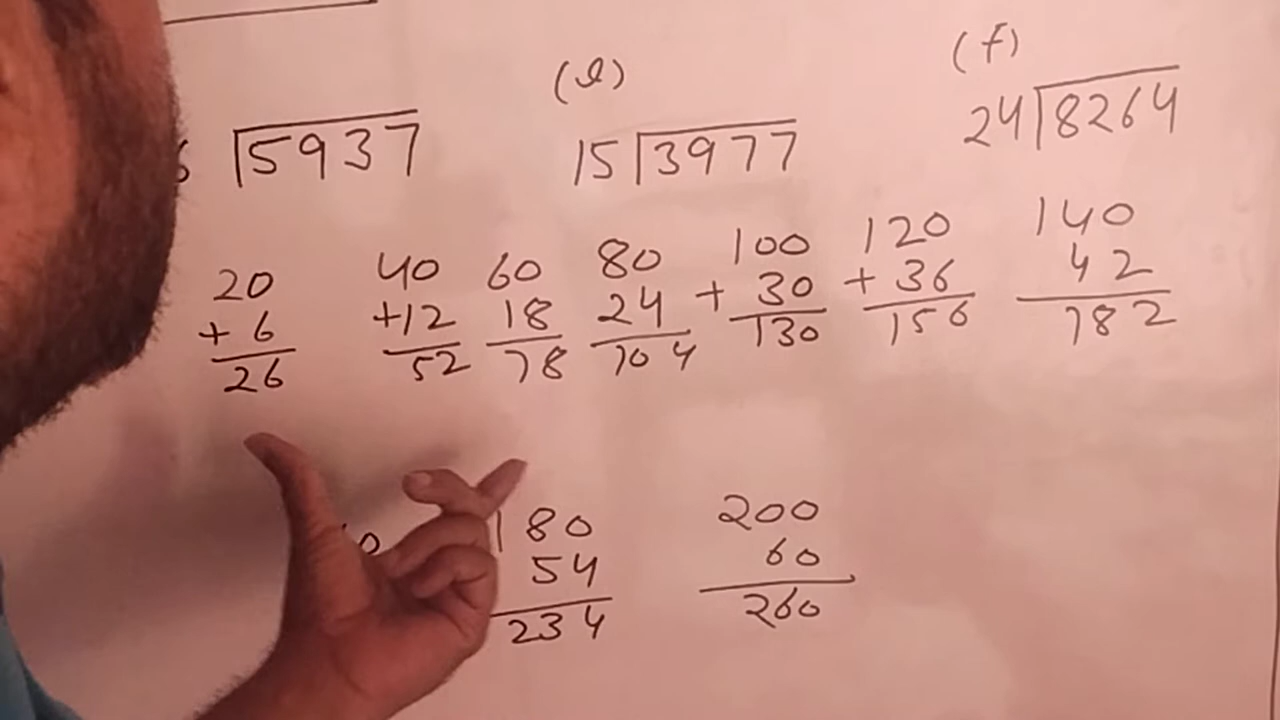 (e) (f)
5937 15 3977 24 8264
20 40 60 80 100 120 140
+ 6 +12 18 24 + 30 + 36 42
26 52 78 104 130 156 182
180 200
54 60
234 260